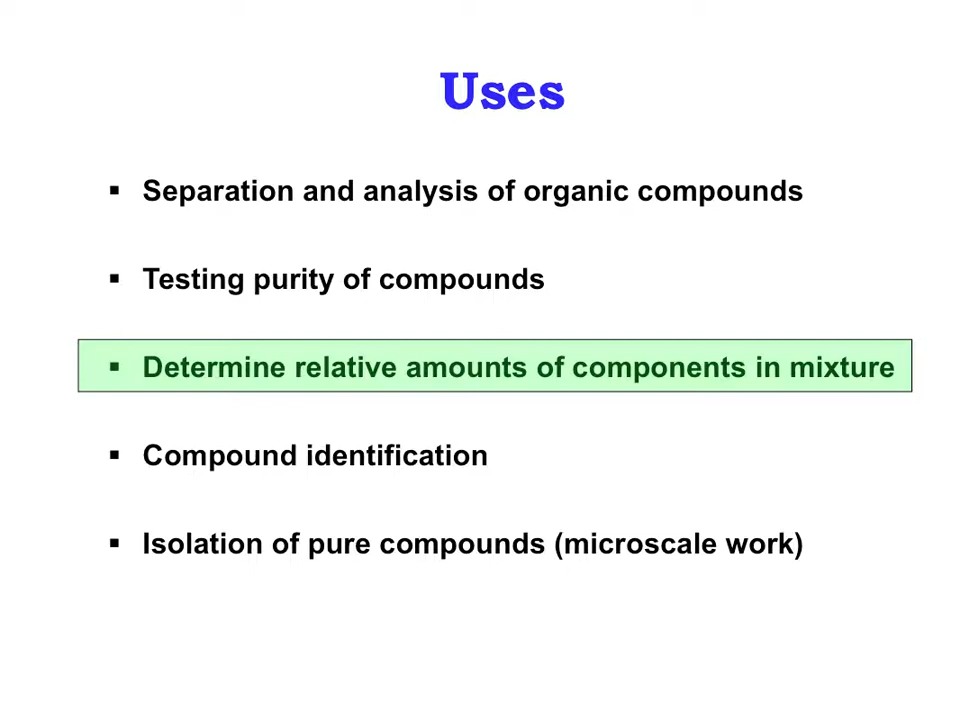 Uses
▪ Separation and analysis of organic compounds
▪ Testing purity of compounds
▪ Determine relative amounts of components in mixture
▪ Compound identification
▪ Isolation of pure compounds (microscale work)